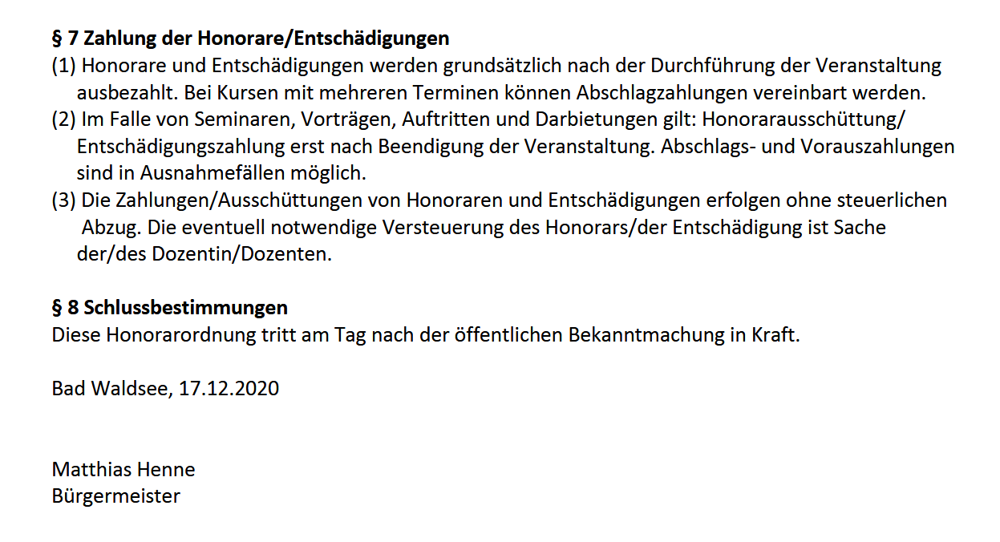 § 7 Zahlung der Honorare/Entschädigungen
(1) Honorare und Entschädigungen werden grundsätzlich nach der Durchführung der Veranstaltung
ausbezahlt. Bei Kursen mit mehreren Terminen können Abschlagzahlungen vereinbart werden.
(2) Im Falle von Seminaren, Vorträgen, Auftritten und Darbietungen gilt: Honorarausschüttung/
Entschädigungszahlung erst nach Beendigung der Veranstaltung. Abschlags- und Vorauszahlungen
sind in Ausnahmefällen möglich.
(3) Die Zahlungen/Ausschüttungen von Honoraren und Entschädigungen erfolgen ohne steuerlichen
Abzug. Die eventuell notwendige Versteuerung des Honorars/der Entschädigung ist Sache
der/des Dozentin/Dozenten.
§ 8 Schlussbestimmungen
Diese Honorarordnung tritt am Tag nach der öffentlichen Bekanntmachung in Kraft.
Bad Waldsee, 17.12.2020
Matthias Henne
Bürgermeister